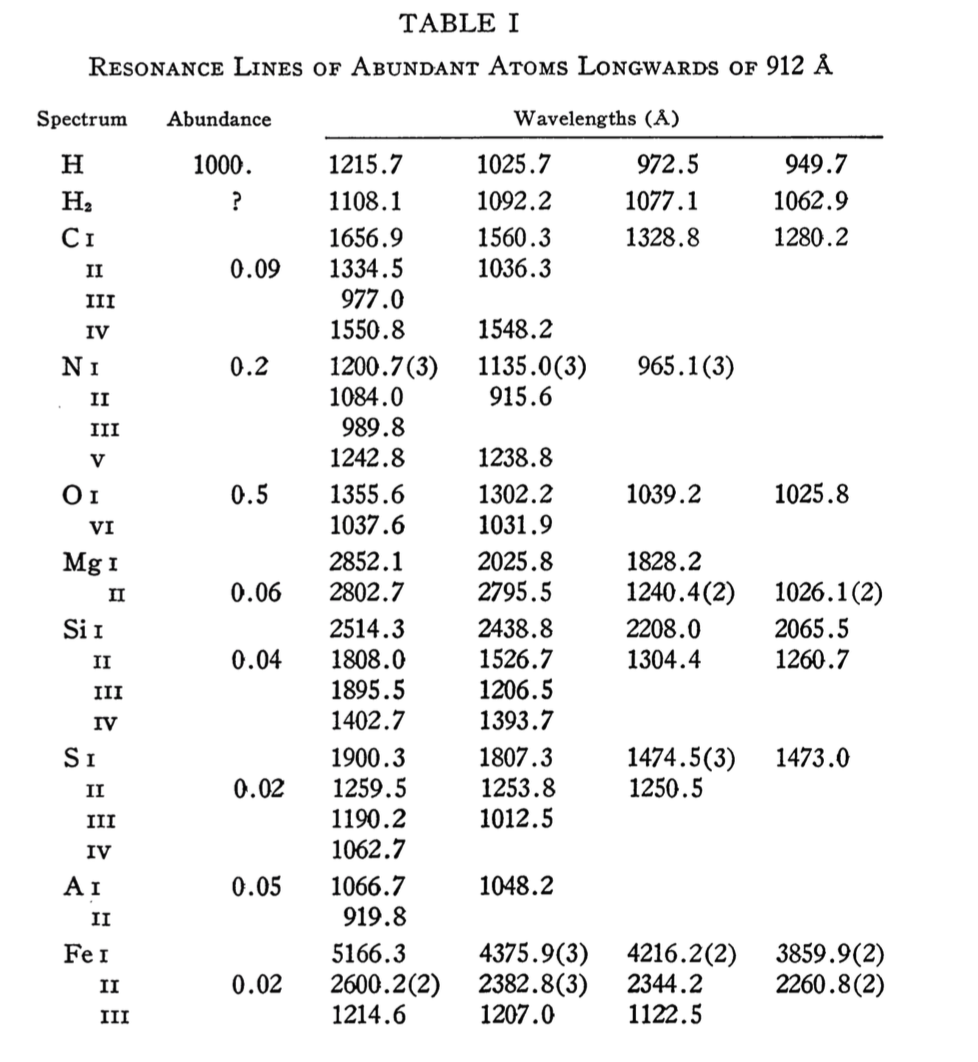 TABLE I
RESONANCE LINES OF ABUNDANT ATOMS LONGWARDS OF 912 Å
Spectrum Abundance Wavelengths (Å)
H 1000. 1215.7 1025.7 972.5 949.7
H₂ ? 1108.1 1092.2 1077.1 1062.9
C I 1656.9 1560.3 1328.8 1280.2
II 0.09 1334.5 1036.3
III 977.0
IV 1550.8 1548.2
N I 0.2 1200.7(3) 1135.0(3) 965.1(3)
II 1084.0 915.6
III 989.8
V 1242.8 1238.8
O I 0.5 1355.6 1302.2 1039.2 1025.8
VI 1037.6 1031.9
Mg I 2852.1 2025.8 1828.2
II 0.06 2802.7 2795.5 1240.4(2) 1026.1(2)
Si I 2514.3 2438.8 2208.0 2065.5
II 0.04 1808.0 1526.7 1304.4 1260.7
III 1895.5 1206.5
IV 1402.7 1393.7
S I 1900.3 1807.3 1474.5(3) 1473.0
II 0.02 1259.5 1253.8 1250.5
III 1190.2 1012.5
IV 1062.7
A I 0.05 1066.7 1048.2
II 919.8
Fe I 5166.3 4375.9(3) 4216.2(2) 3859.9(2)
II 0.02 2600.2(2) 2382.8(3) 2344.2 2260.8(2)
III 1214.6 1207.0 1122.5